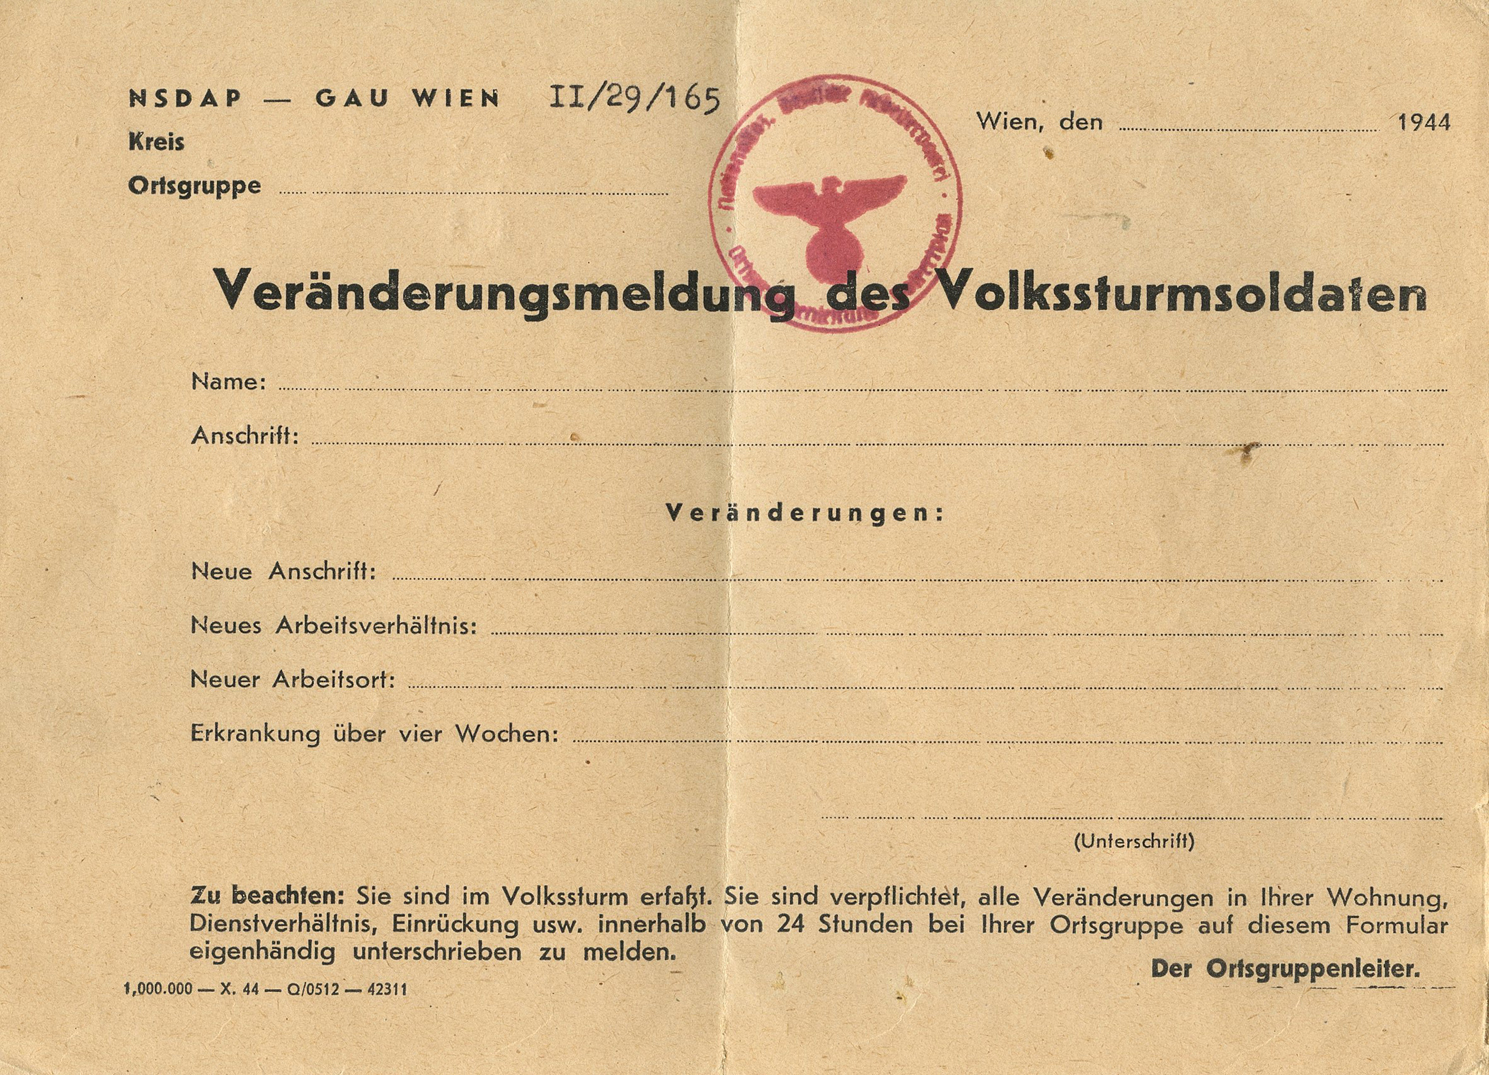 NSDAP — GAU WIEN II/29/165
Wien, den 1944
Kreis
Ortsgruppe
Nationalsoz. Deutsche Arbeiterpartei
Veränderungsmeldung des Volkssturmsoldaten
Name:
Anschrift:
Veränderungen:
Neue Anschrift:
Neues Arbeitsverhältnis:
Neuer Arbeitsort:
Erkrankung über vier Wochen:
(Unterschrift)
Zu beachten: Sie sind im Volkssturm erfaßt. Sie sind verpflichtet, alle Veränderungen in Ihrer Wohnung,
Dienstverhältnis, Einrückung usw. innerhalb von 24 Stunden bei Ihrer Ortsgruppe auf diesem Formular
eigenhändig unterschrieben zu melden.
Der Ortsgruppenleiter.
1,000.000 — X. 44 — Q/0512 — 42311